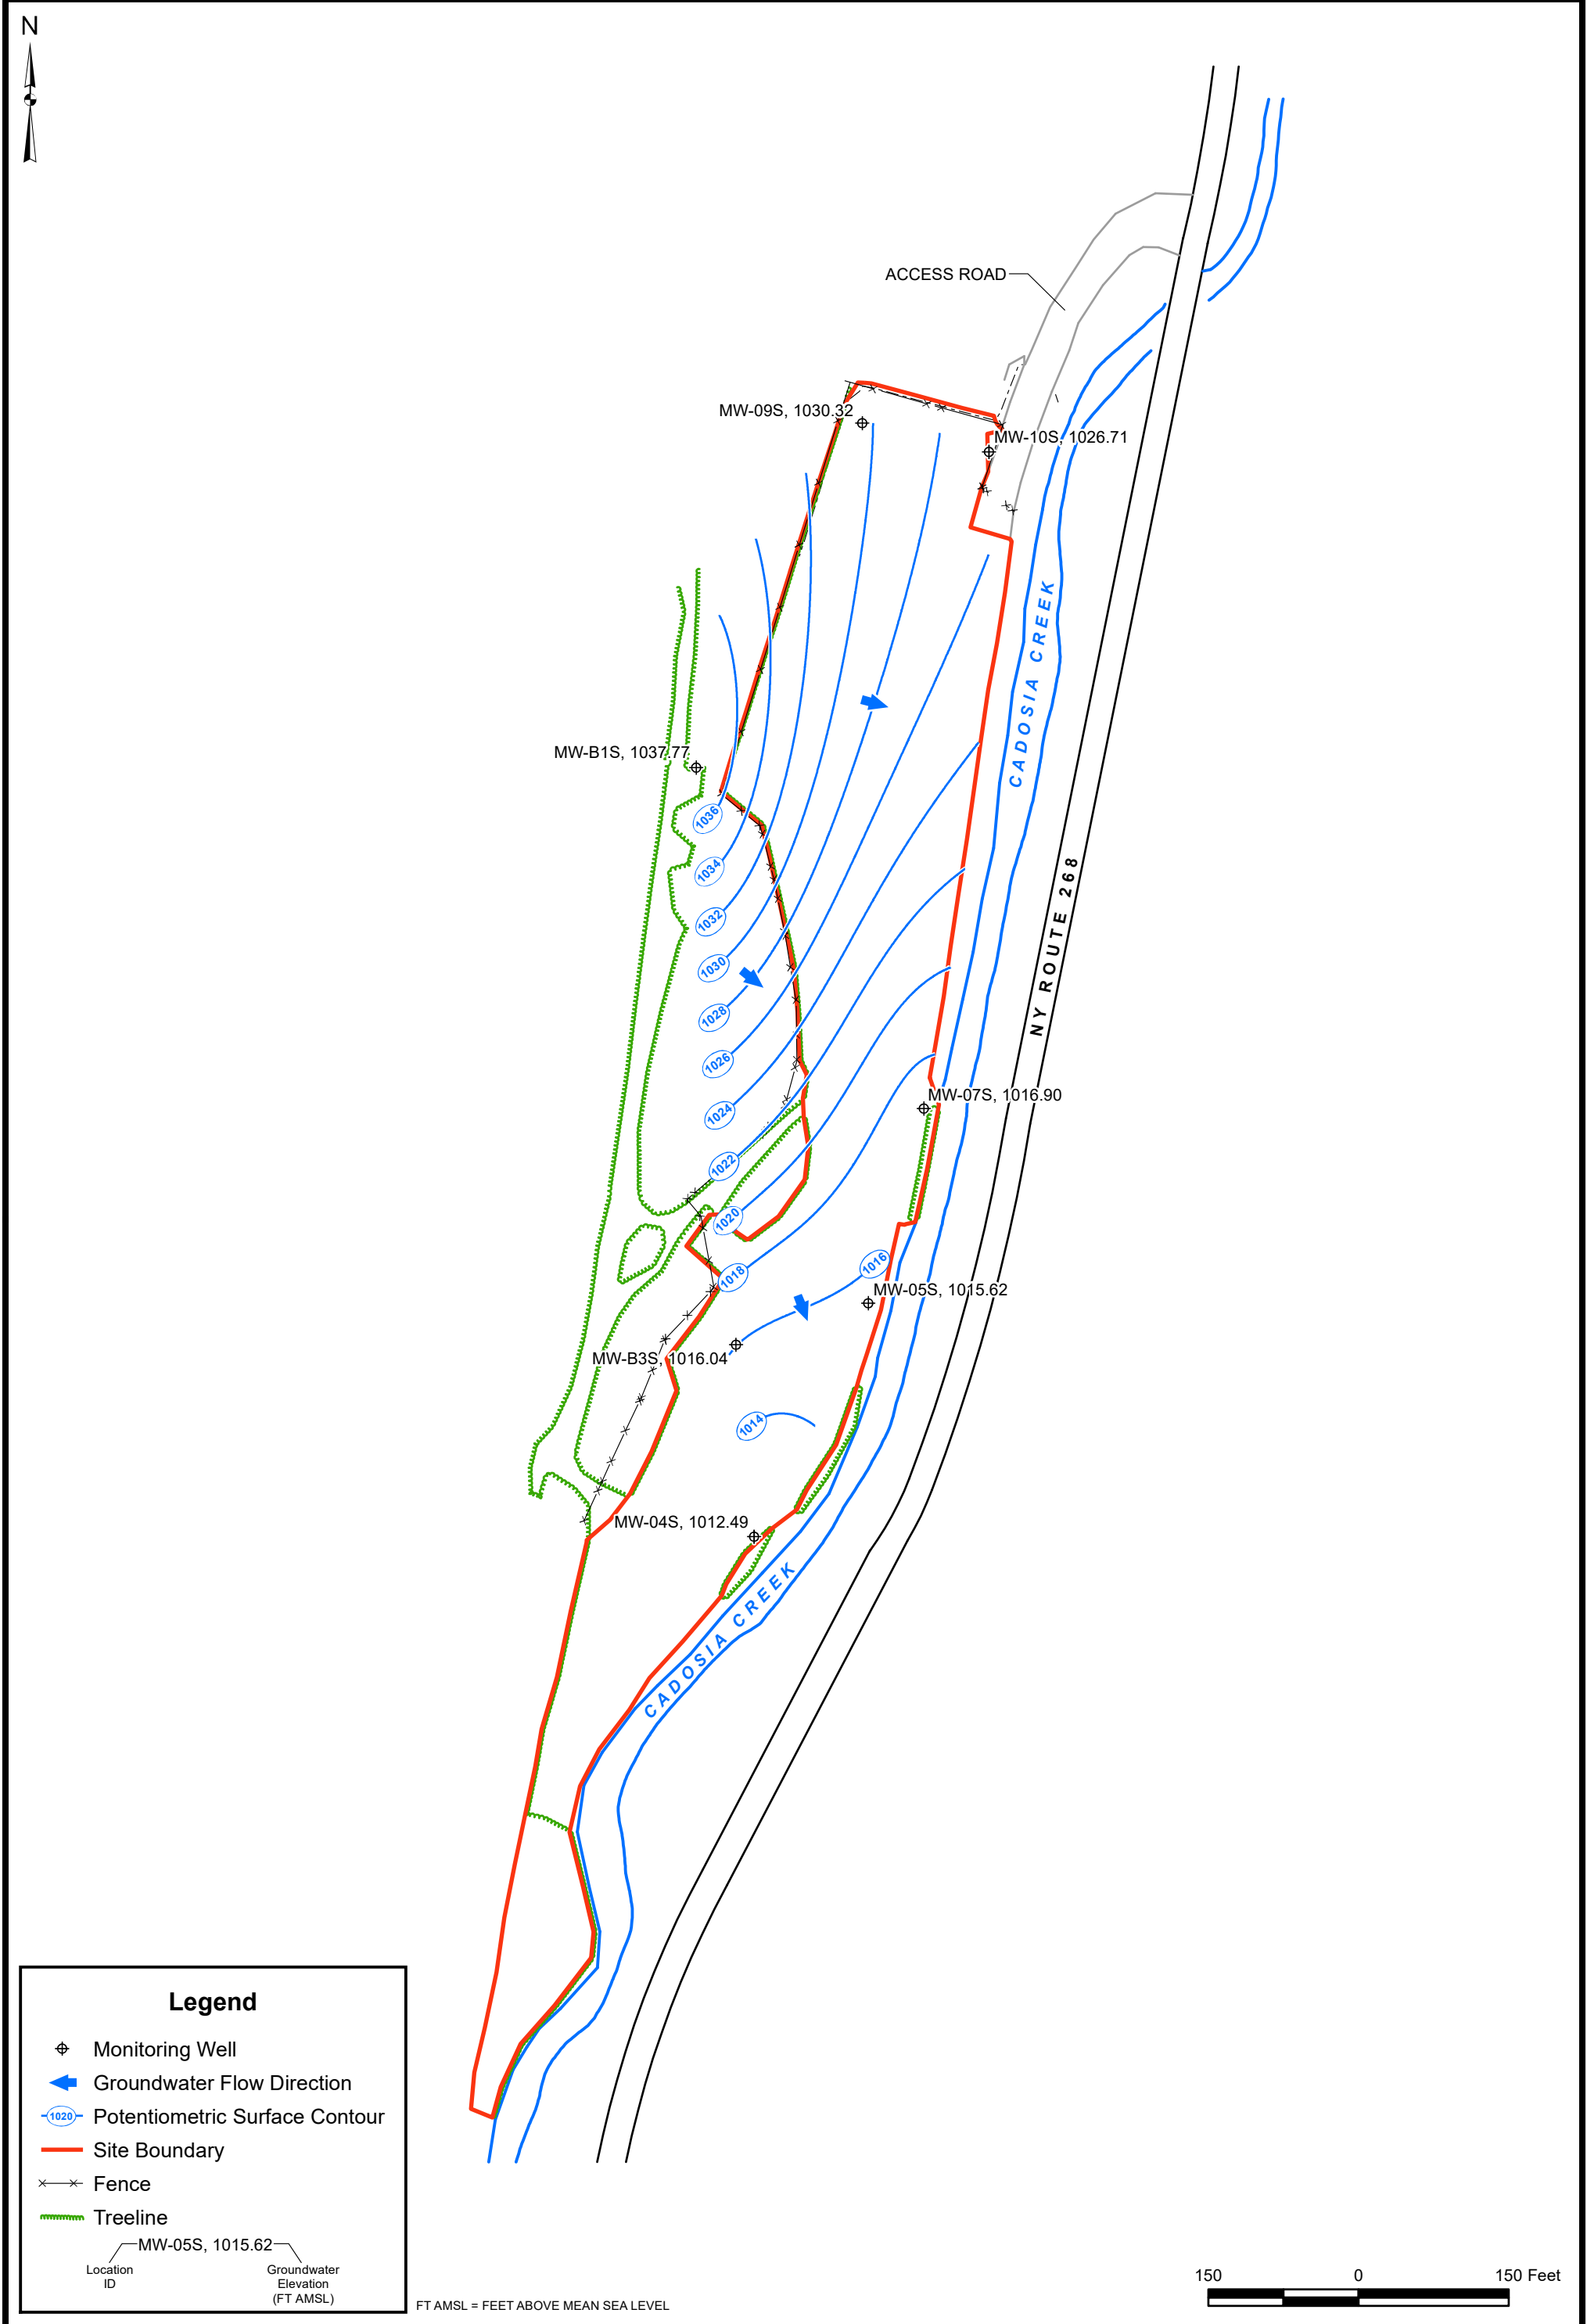 N
ACCESS ROAD
MW-09S, 1030.32
MW-10S, 1026.71
CADOSIA CREEK
MW-B1S, 1037.77
1036
1034
NY ROUTE 268
1032
1030
1028
1026
1024
MW-07S, 1016.90
1022
1020
1018
1016
MW-05S, 1015.62
MW-B3S, 1016.04
1014
MW-04S, 1012.49
CADOSIA CREEK
Legend
Monitoring Well
Groundwater Flow Direction
1020 Potentiometric Surface Contour
Site Boundary
Fence
Treeline
MW-05S, 1015.62
Location
ID
Groundwater
Elevation
(FT AMSL)
FT AMSL = FEET ABOVE MEAN SEA LEVEL
150 0 150 Feet